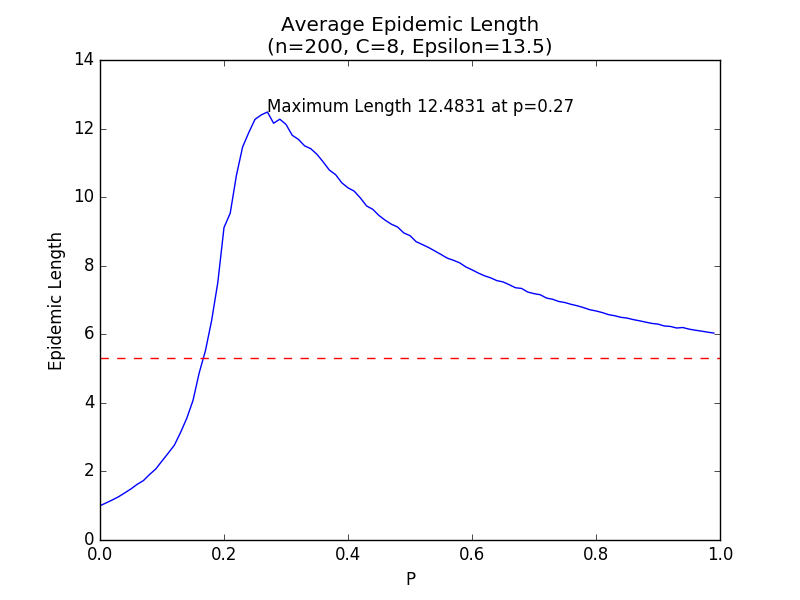 Average Epidemic Length
(n=200, C=8, Epsilon=13.5)
14
Maximum Length 12.4831 at p=0.27
12
10
8
Epidemic Length
6
4
2
0
0.0 0.2 0.4 0.6 0.8 1.0
P